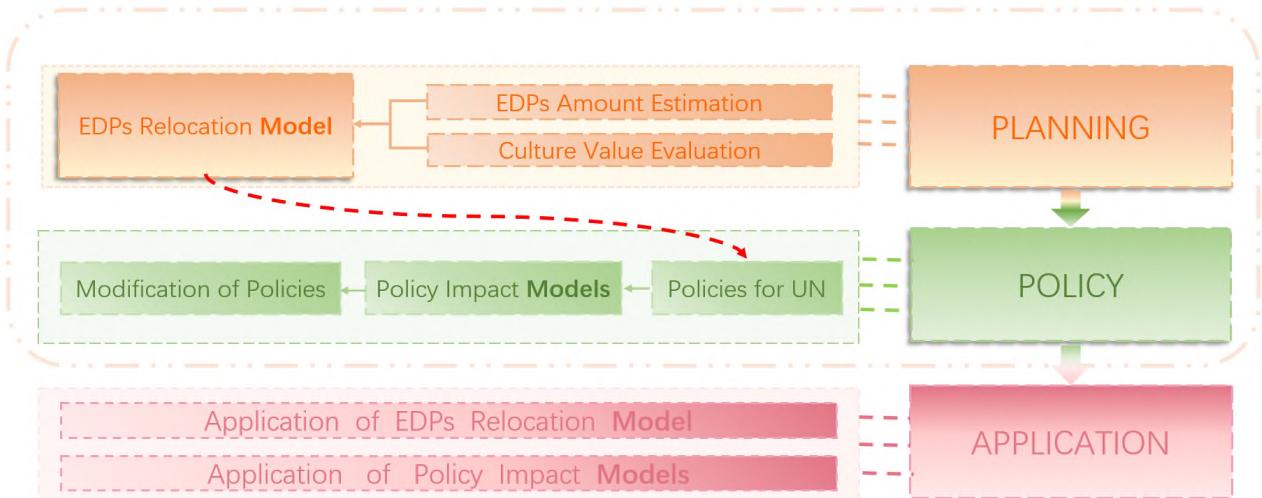 EDPs Relocation Model
EDPs Amount Estimation
Culture Value Evaluation
PLANNING
Modification of Policies
Policy Impact Models
Policies for UN
POLICY
Application of EDPs Relocation Model
Application of Policy Impact Models
APPLICATION